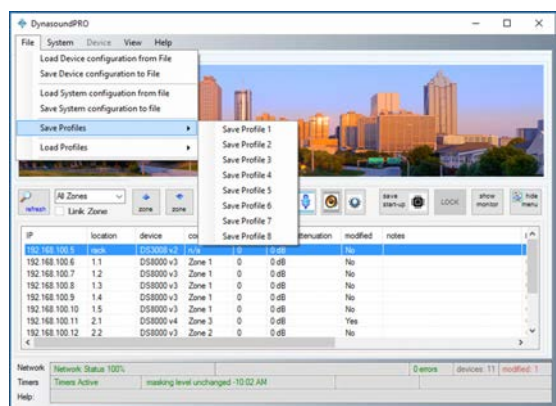 DynasoundPRO
File System Device View Help
Load Device configuration from File
Save Device configuration to File
Load System configuation from file
Save System configuration to file
Save Profiles
Load Profiles
Save Profile 1
Save Profile 2
Save Profile 3
Save Profile 4
Save Profile 5
Save Profile 6
Save Profile 7
Save Profile 8
refresh All Zones Link Zone zone zone save start-up LOCK show monitor hide menu
IP location device modified notes
192.168.100.5 rack DS3008 v2 n/a 0 0 dB No
192.168.100.6 1.1 DS8000 v3 Zone 1 0 0 dB No
192.168.100.7 1.2 DS8000 v3 Zone 1 0 0 dB No
192.168.100.8 1.3 DS8000 v3 Zone 1 0 0 dB No
192.168.100.9 1.4 DS8000 v3 Zone 1 0 0 dB No
192.168.100.10 1.5 DS8000 v3 Zone 1 0 0 dB No
192.168.100.11 2.1 DS8000 v4 Zone 3 0 0 dB Yes
192.168.100.12 2.2 DS8000 v3 Zone 2 0 0 dB No
Network Network Status 100% 0 errors devices: 11 modified: 1
Timers Timers Active masking level unchanged -10:02 AM
Help: